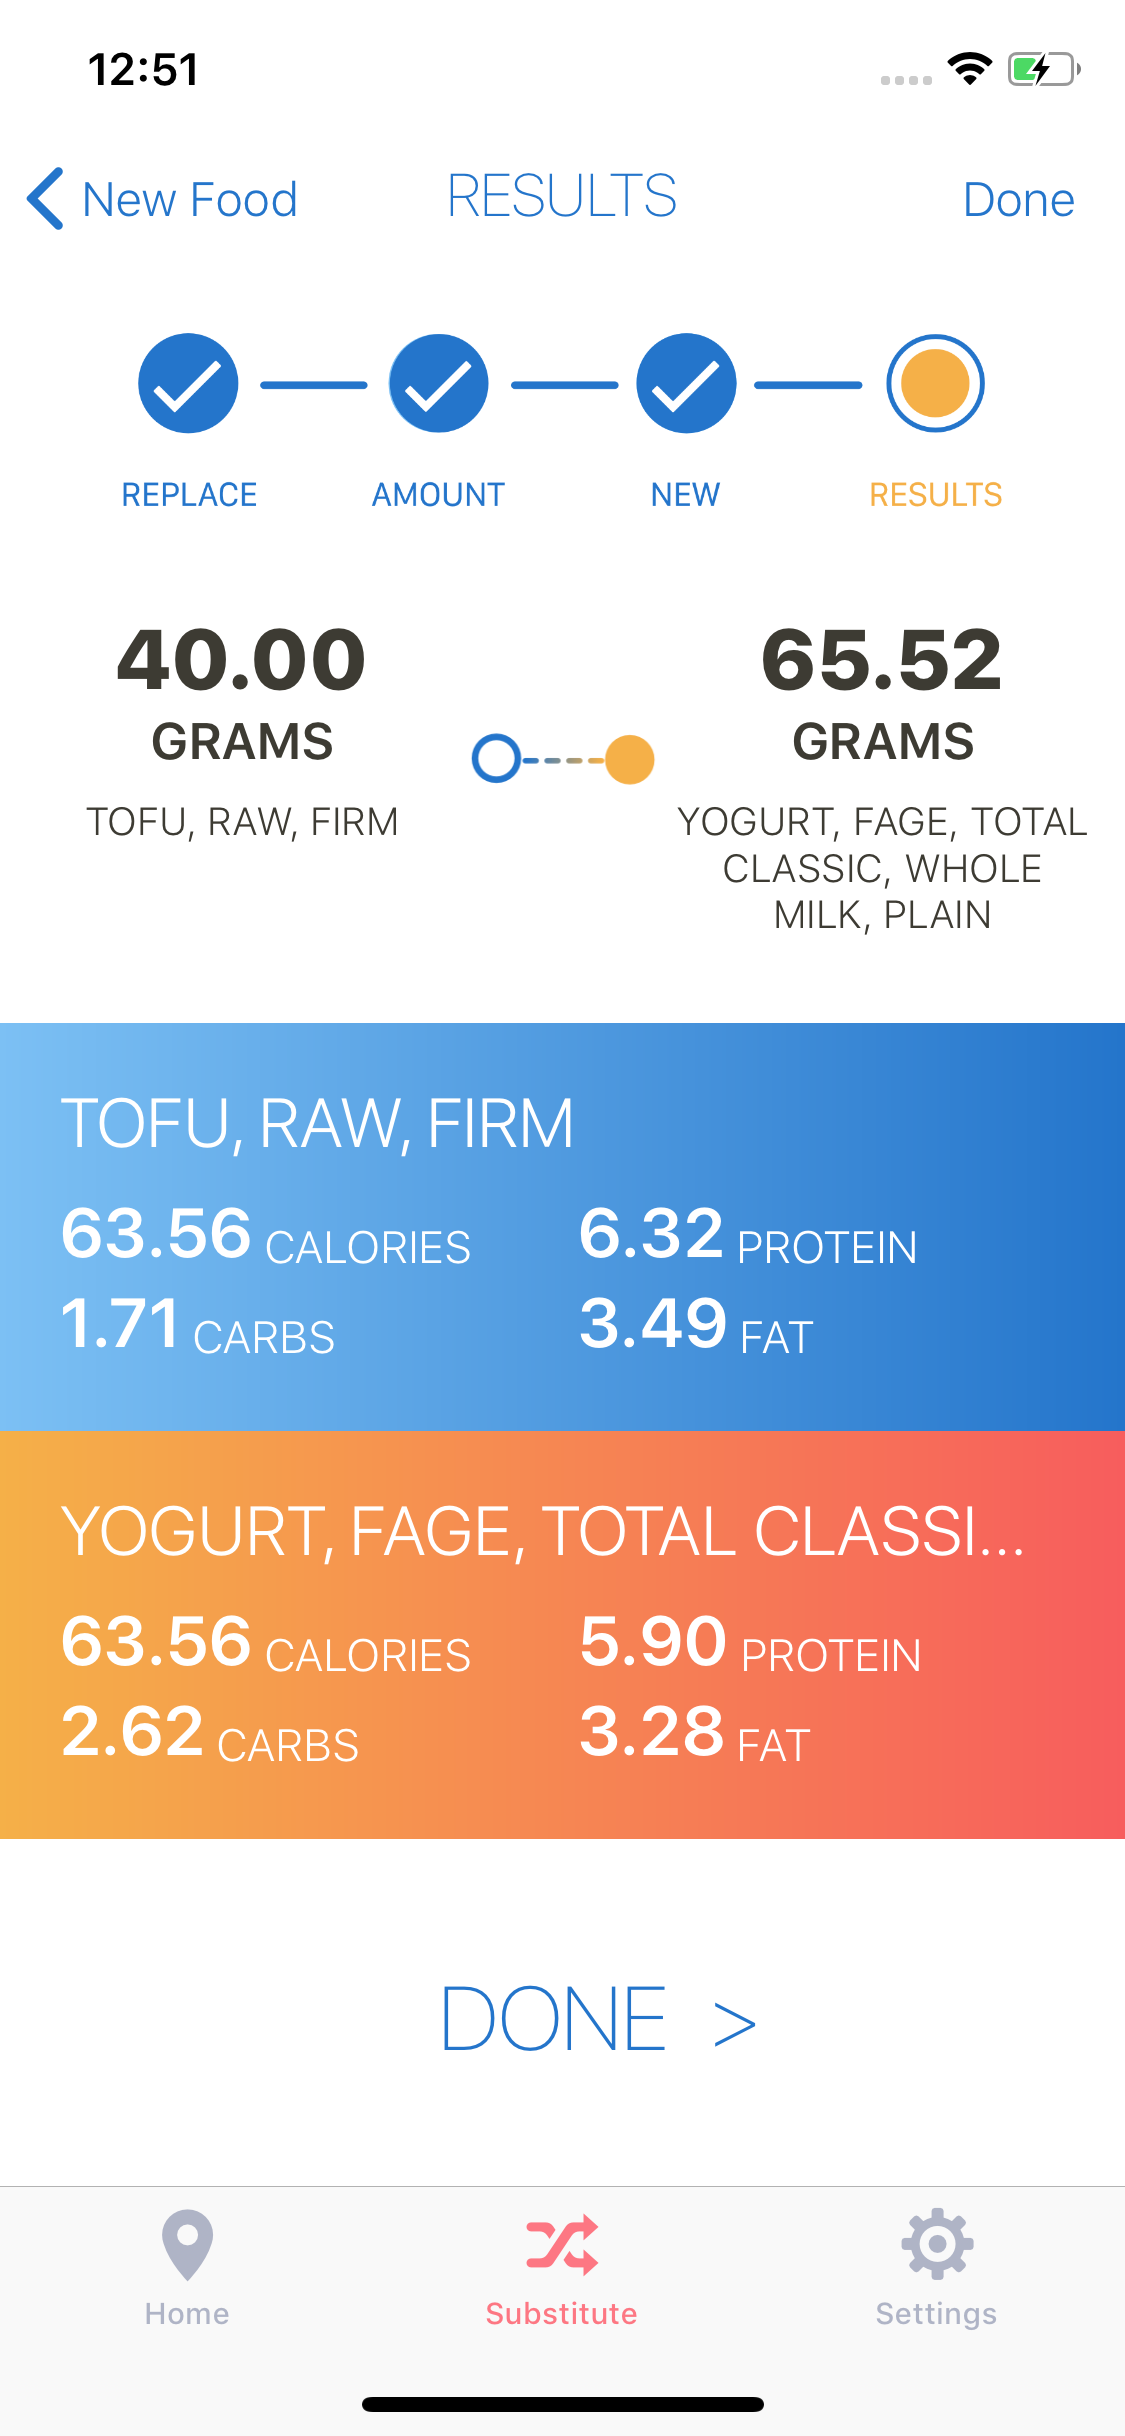 12:51
New Food
RESULTS
Done
REPLACE
AMOUNT
NEW
RESULTS
40.00
GRAMS
TOFU, RAW, FIRM
65.52
GRAMS
YOGURT, FAGE, TOTAL
CLASSIC, WHOLE
MILK, PLAIN
TOFU, RAW, FIRM
63.56 CALORIES
6.32 PROTEIN
1.71 CARBS
3.49 FAT
YOGURT, FAGE, TOTAL CLASSI...
63.56 CALORIES
5.90 PROTEIN
2.62 CARBS
3.28 FAT
DONE >
Home
Substitute
Settings